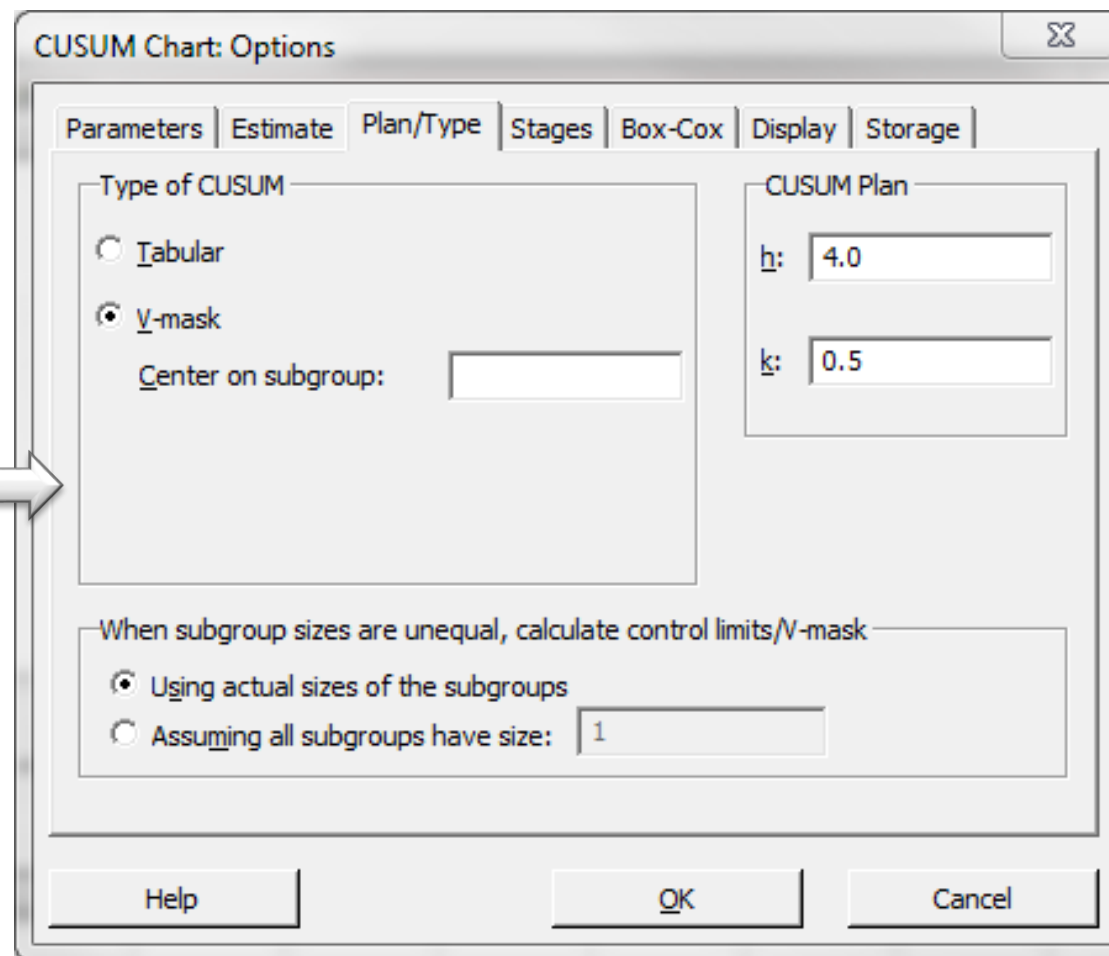 CUSUM Chart: Options
Parameters Estimate Plan/Type Stages Box-Cox Display Storage
Type of CUSUM
Tabular
V-mask
Center on subgroup:
CUSUM Plan
h: 4.0
k: 0.5
When subgroup sizes are unequal, calculate control limits/V-mask
Using actual sizes of the subgroups
Assuming all subgroups have size: 1
Help OK Cancel